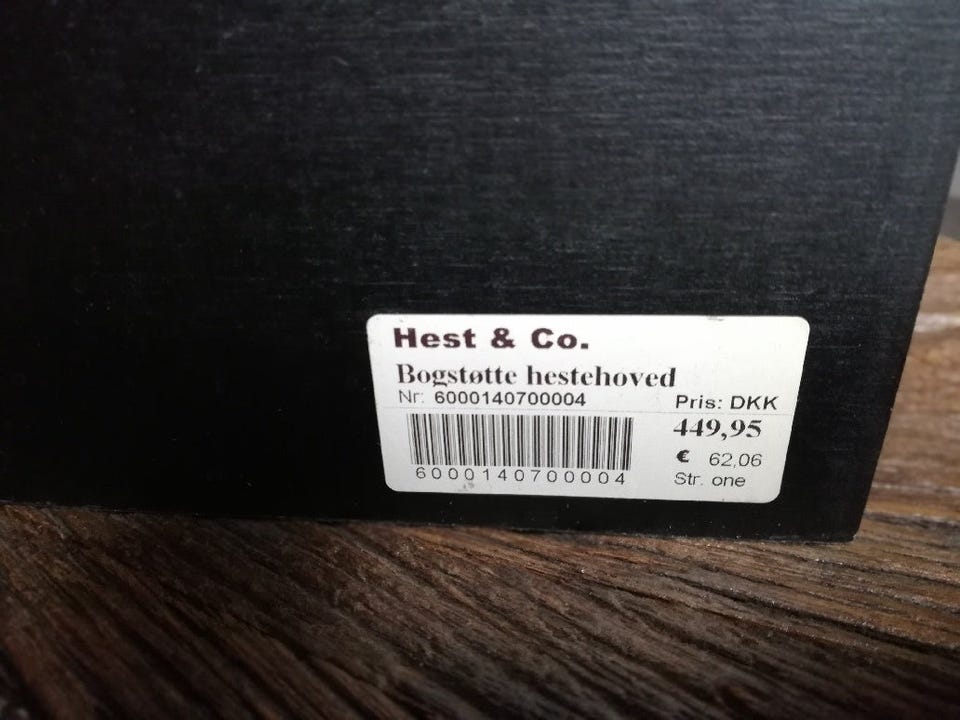 Hest & Co.
Bogstøtte hestehoved
Nr: 6000140700004
Pris: DKK
449,95
€ 62,06
Str. one
6000140700004